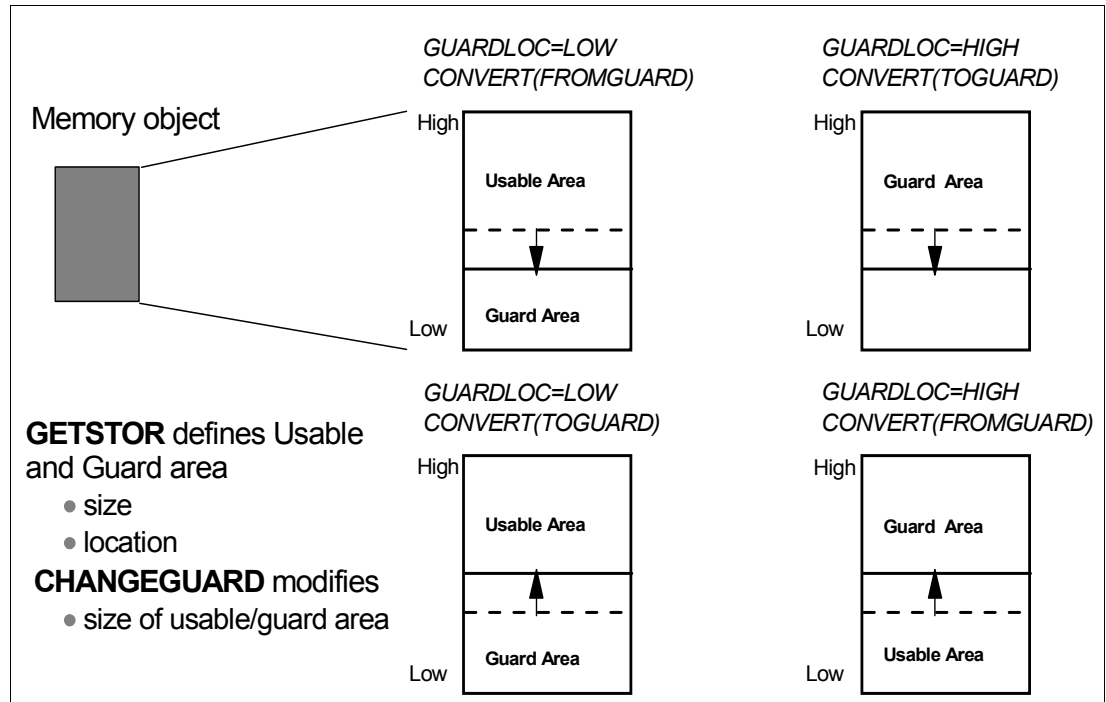 GUARDLOC=LOW
CONVERT(FROMGUARD)
GUARDLOC=HIGH
CONVERT(TOGUARD)
Memory object
High
Usable Area
Guard Area
Low
High
Guard Area
Low
GUARDLOC=LOW
CONVERT(TOGUARD)
GUARDLOC=HIGH
CONVERT(FROMGUARD)
GETSTOR defines Usable
and Guard area
• size
• location
CHANGEGUARD modifies
• size of usable/guard area
High
Usable Area
Guard Area
Low
High
Guard Area
Usable Area
Low